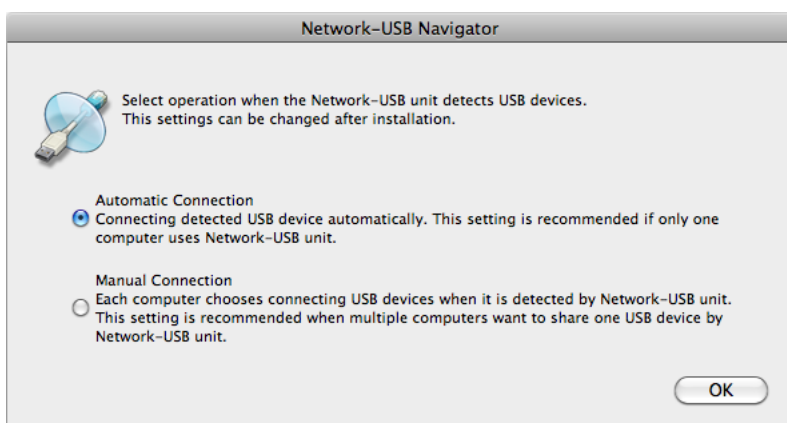 Network-USB Navigator
Select operation when the Network-USB unit detects USB devices.
This settings can be changed after installation.
Automatic Connection
Connecting detected USB device automatically. This setting is recommended if only one
computer uses Network-USB unit.
Manual Connection
Each computer chooses connecting USB devices when it is detected by Network-USB unit.
This setting is recommended when multiple computers want to share one USB device by
Network-USB unit.
OK